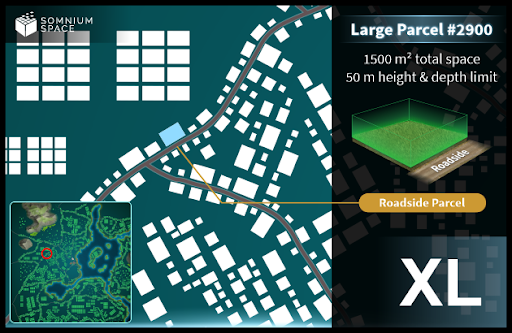 SOMNIUM
SPACE
Large Parcel #2900
1500 m² total space
50 m height & depth limit
Roadside
Roadside Parcel
XL